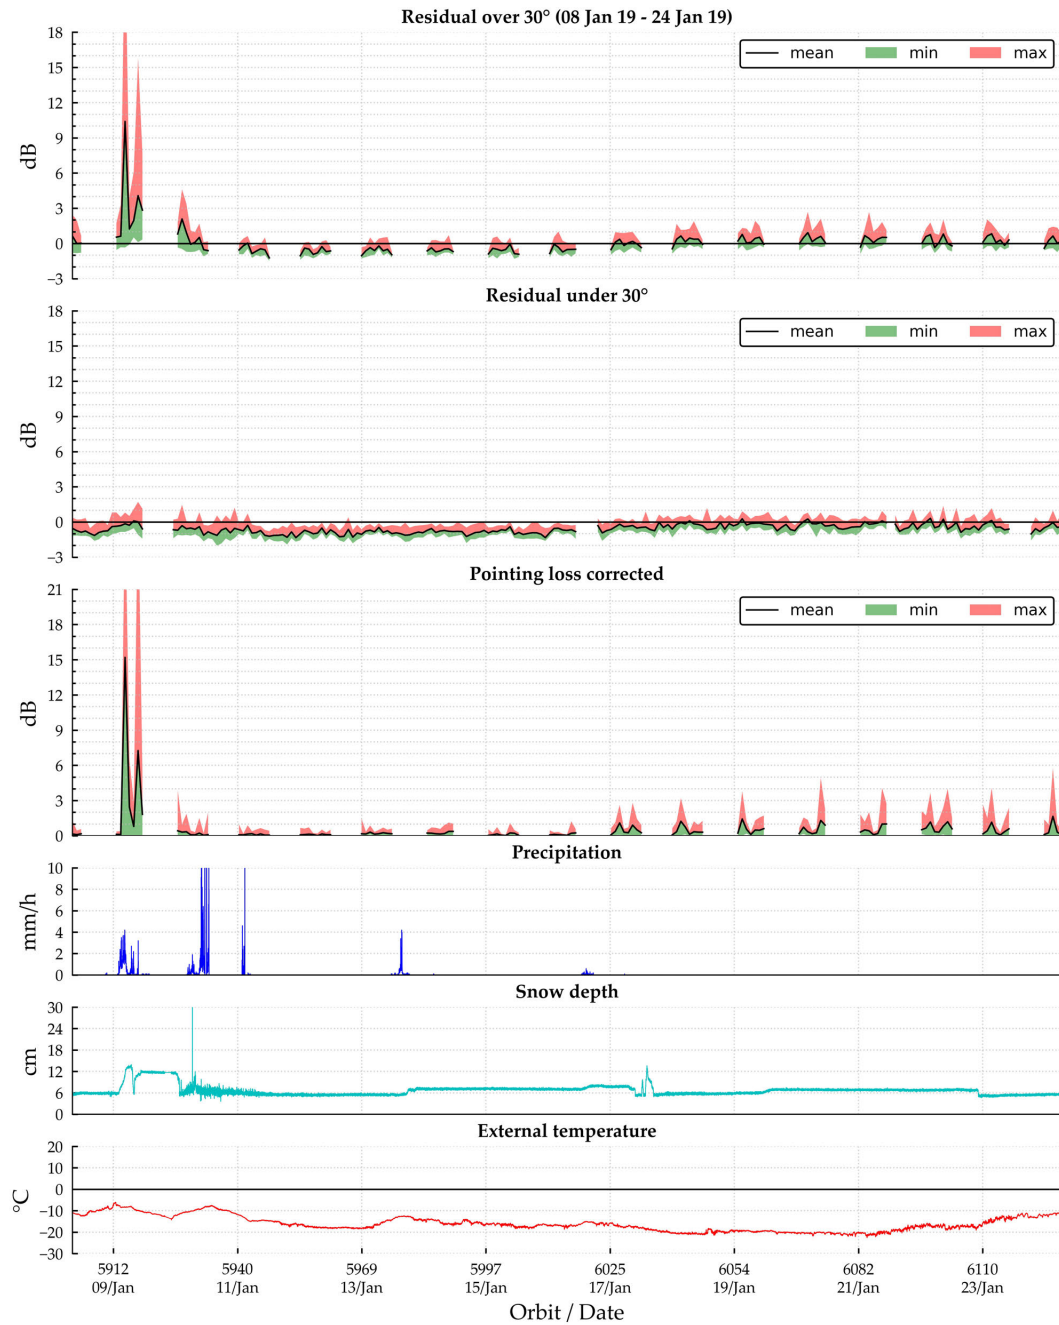 Residual over 30° (08 Jan 19 - 24 Jan 19)
18
15
12
9
6
3
0
−3
dB
mean min max
Residual under 30°
18
15
12
9
6
3
0
−3
dB
mean min max
Pointing loss corrected
21
18
15
12
9
6
3
0
dB
mean min max
Precipitation
10
8
6
4
2
0
mm/h
Snow depth
30
24
18
12
6
0
cm
External temperature
20
10
0
−10
−20
−30
°C
5912 5940 5969 5997 6025 6054 6082 6110
09/Jan 11/Jan 13/Jan 15/Jan 17/Jan 19/Jan 21/Jan 23/Jan
Orbit / Date